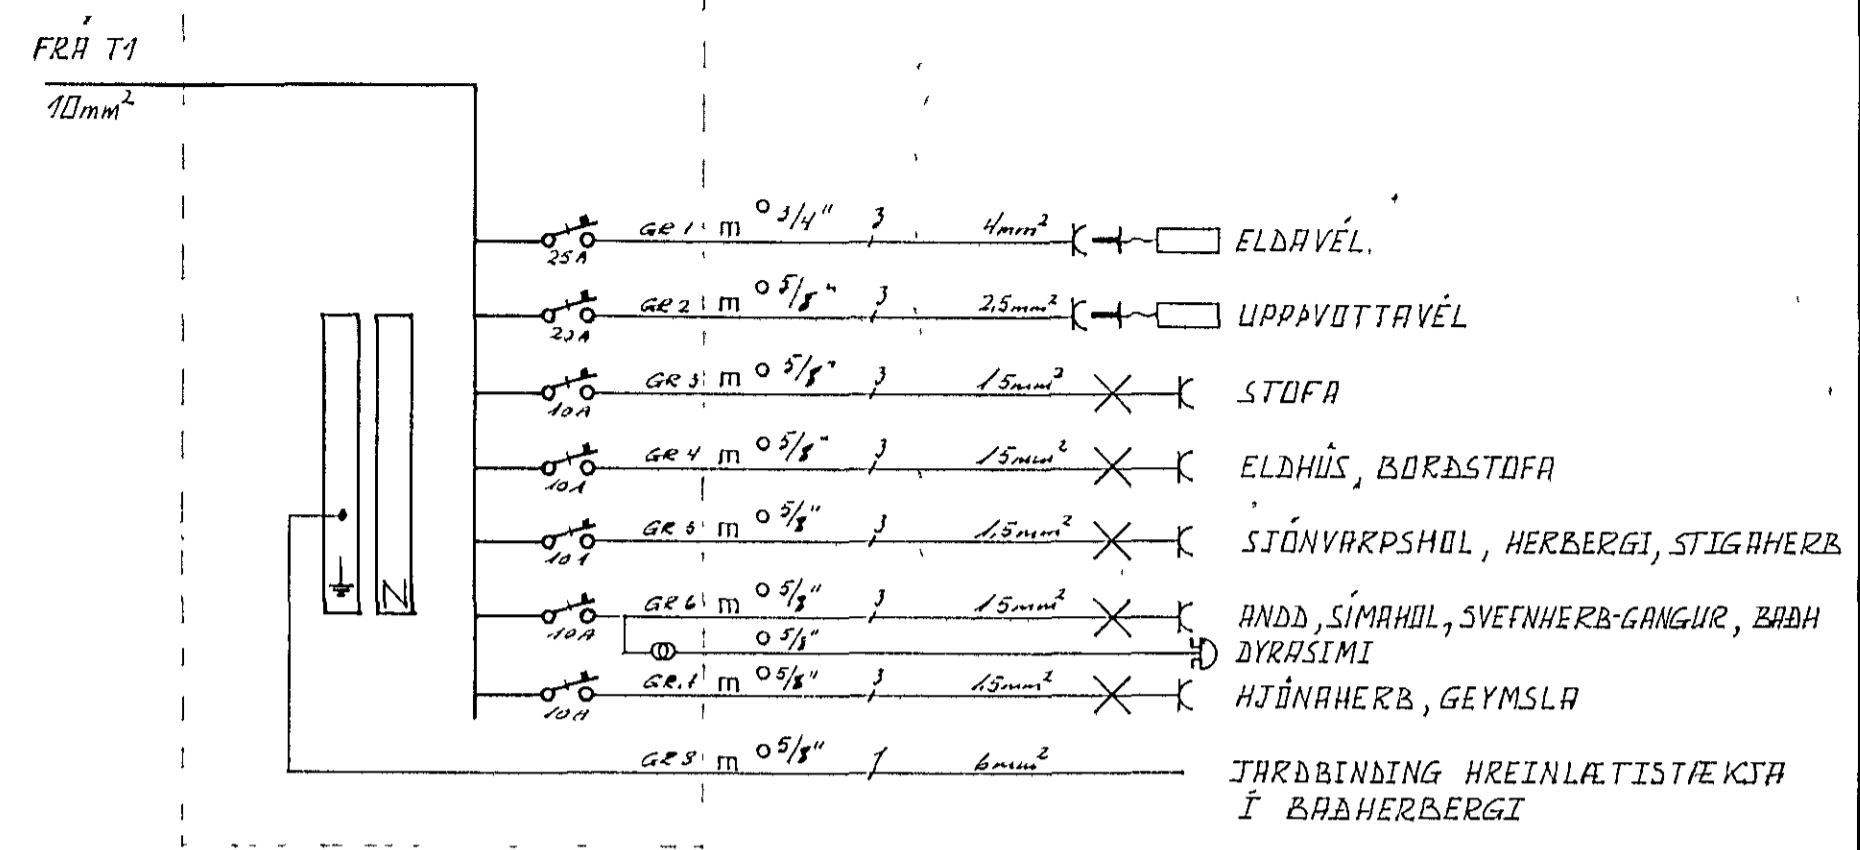 FRÁ T1
10mm²
GR 1 m ○ 3/4" 3 4mm² ELDAVÉL.
25A
GR 2 m ○ 5/8" 3 2,5mm² UPPÞVOTTAVÉL
20A
GR 3 m ○ 5/8" 3 1,5mm² STOFA
10A
GR 4 m ○ 5/8" 3 1,5mm² ELDHÚS, BORÐSTOFA
10A
GR 5 m ○ 5/8" 3 1,5mm² SJÓNVARPSHOL, HERBERGI, STIGAHERB
10A
GR 6 m ○ 5/8" 3 1,5mm² ANDD, SÍMAHOL, SVEFNHERB-GANGUR, BAÐH
10A
○ 5/8" DYRASIMI
GR. 7 m ○ 5/8" 3 1,5mm² HJÓNAHERB, GEYMSLA
10A
N
GR 8 m ○ 5/8" 1 6mm² JARDBINDING HREINLÆTISTÆKJA
Í BAÐHERBERGI